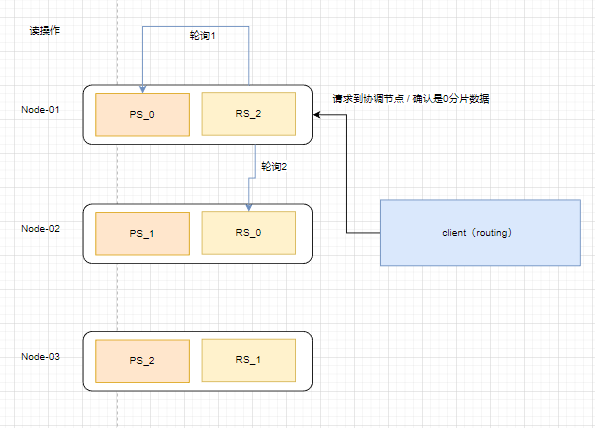 读操作
轮询1
Node-01
PS_0
RS_2
请求到协调节点 / 确认是0分片数据
轮询2
Node-02
PS_1
RS_0
client（routing）
Node-03
PS_2
RS_1